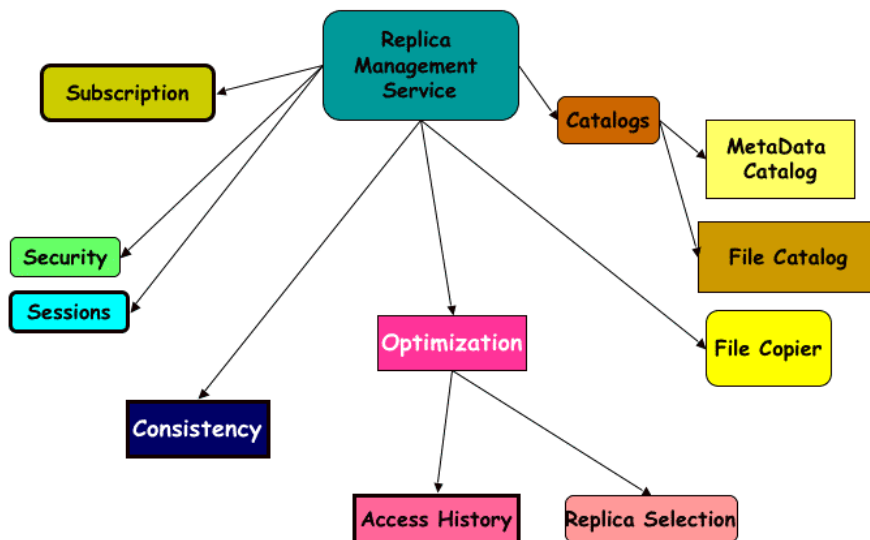 Replica
Management
Service
Subscription
Catalogs
MetaData
Catalog
Security
File Catalog
Sessions
Optimization
File Copier
Consistency
Access History
Replica Selection